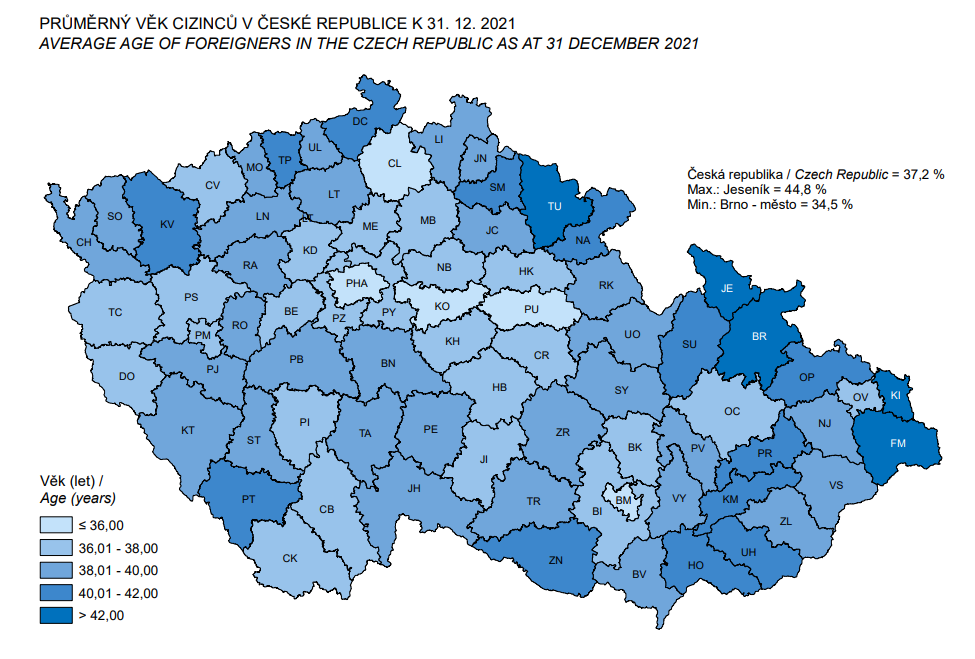 PRŮMĚRNÝ VĚK CIZINCŮ V ČESKÉ REPUBLICE K 31. 12. 2021
AVERAGE AGE OF FOREIGNERS IN THE CZECH REPUBLIC AS AT 31 DECEMBER 2021
Česká republika / Czech Republic = 37,2 %
Max.: Jeseník = 44,8 %
Min.: Brno - město = 34,5 %
DC
LI
MO
UL
TP
CL
JN
CV
SM
LT
TU
SO
KV
LN
LT
ME
MB
JC
NA
CH
KD
RA
NB
HK
PHA
RK
JE
PS
KO
PU
TC
BE
PZ
PY
RO
PM
UO
BR
KH
SU
CR
PB
BN
PJ
DO
HB
SY
OP
KI
OV
OC
PI
NJ
KT
ST
TA
PE
ZR
FM
BK
PV
PR
JI
VS
PT
JH
TR
BM
VY
KM
CB
BI
ZL
CK
ZN
UH
HO
BV
Věk (let) /
Age (years)
≤ 36,00
36,01 - 38,00
38,01 - 40,00
40,01 - 42,00
> 42,00